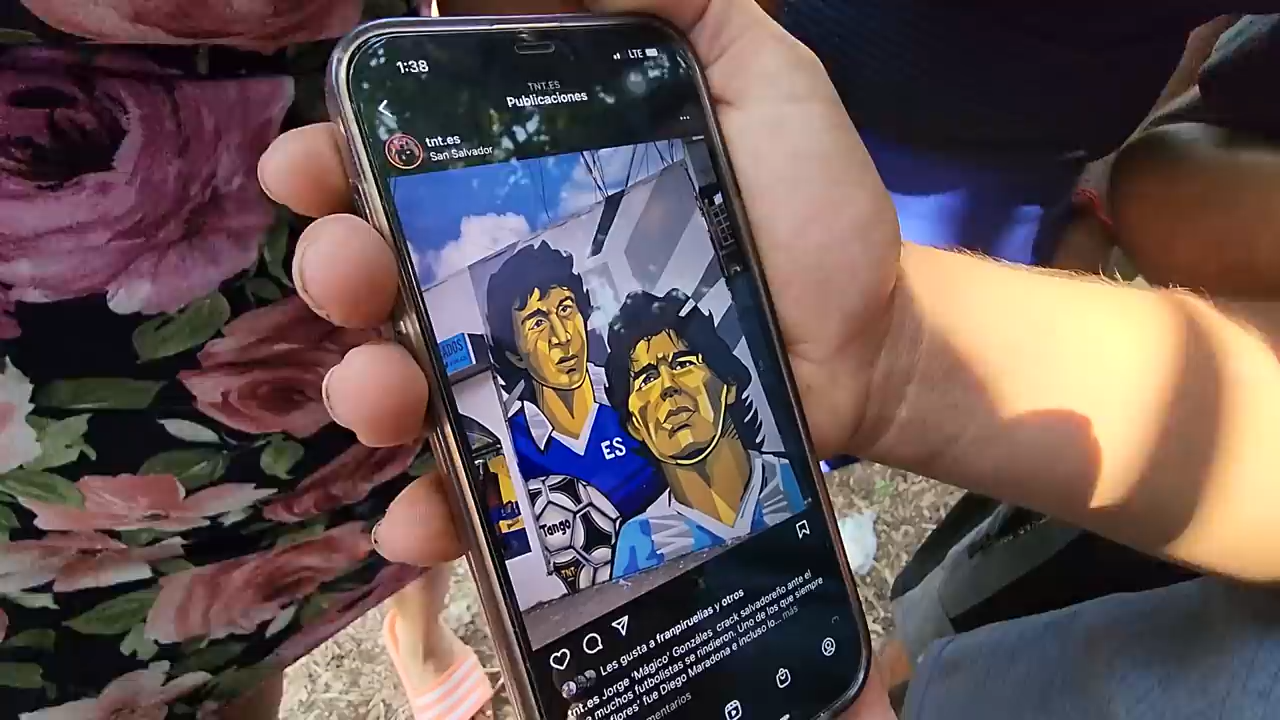 1:38
LTE
TNT.ES
Publicaciones
tnt.es
San Salvador
ADOS
ES
Tango
TNT
Les gusta a franpiruelias y otros
tnt.es Jorge ‘Mágico’ Gonzáles crack salvadoreño ante el
a muchos futbolistas se rindieron. Uno de los que siempre
flores’ fue Diego Maradona e incluso lo... más
mentarios